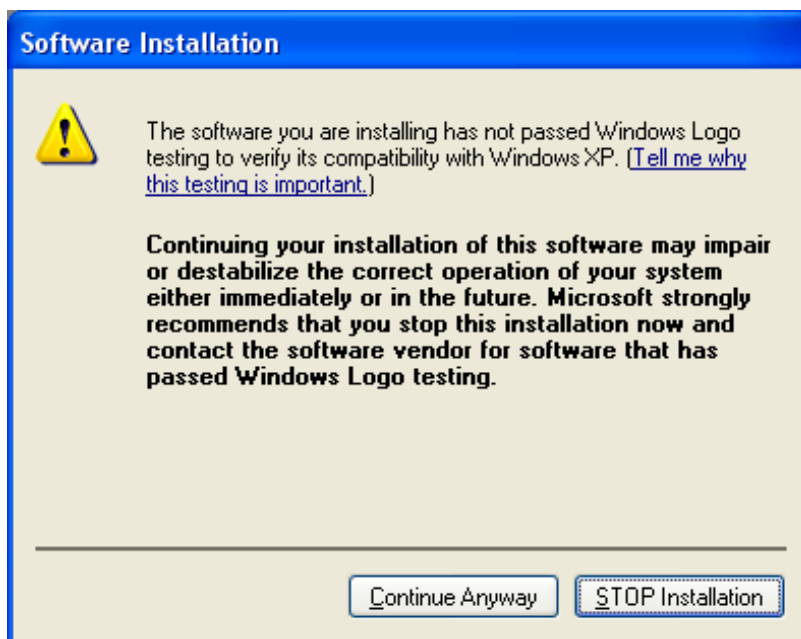 Software Installation
The software you are installing has not passed Windows Logo
testing to verify its compatibility with Windows XP. (Tell me why
this testing is important.)
Continuing your installation of this software may impair
or destabilize the correct operation of your system
either immediately or in the future. Microsoft strongly
recommends that you stop this installation now and
contact the software vendor for software that has
passed Windows Logo testing.
Continue Anyway
STOP Installation